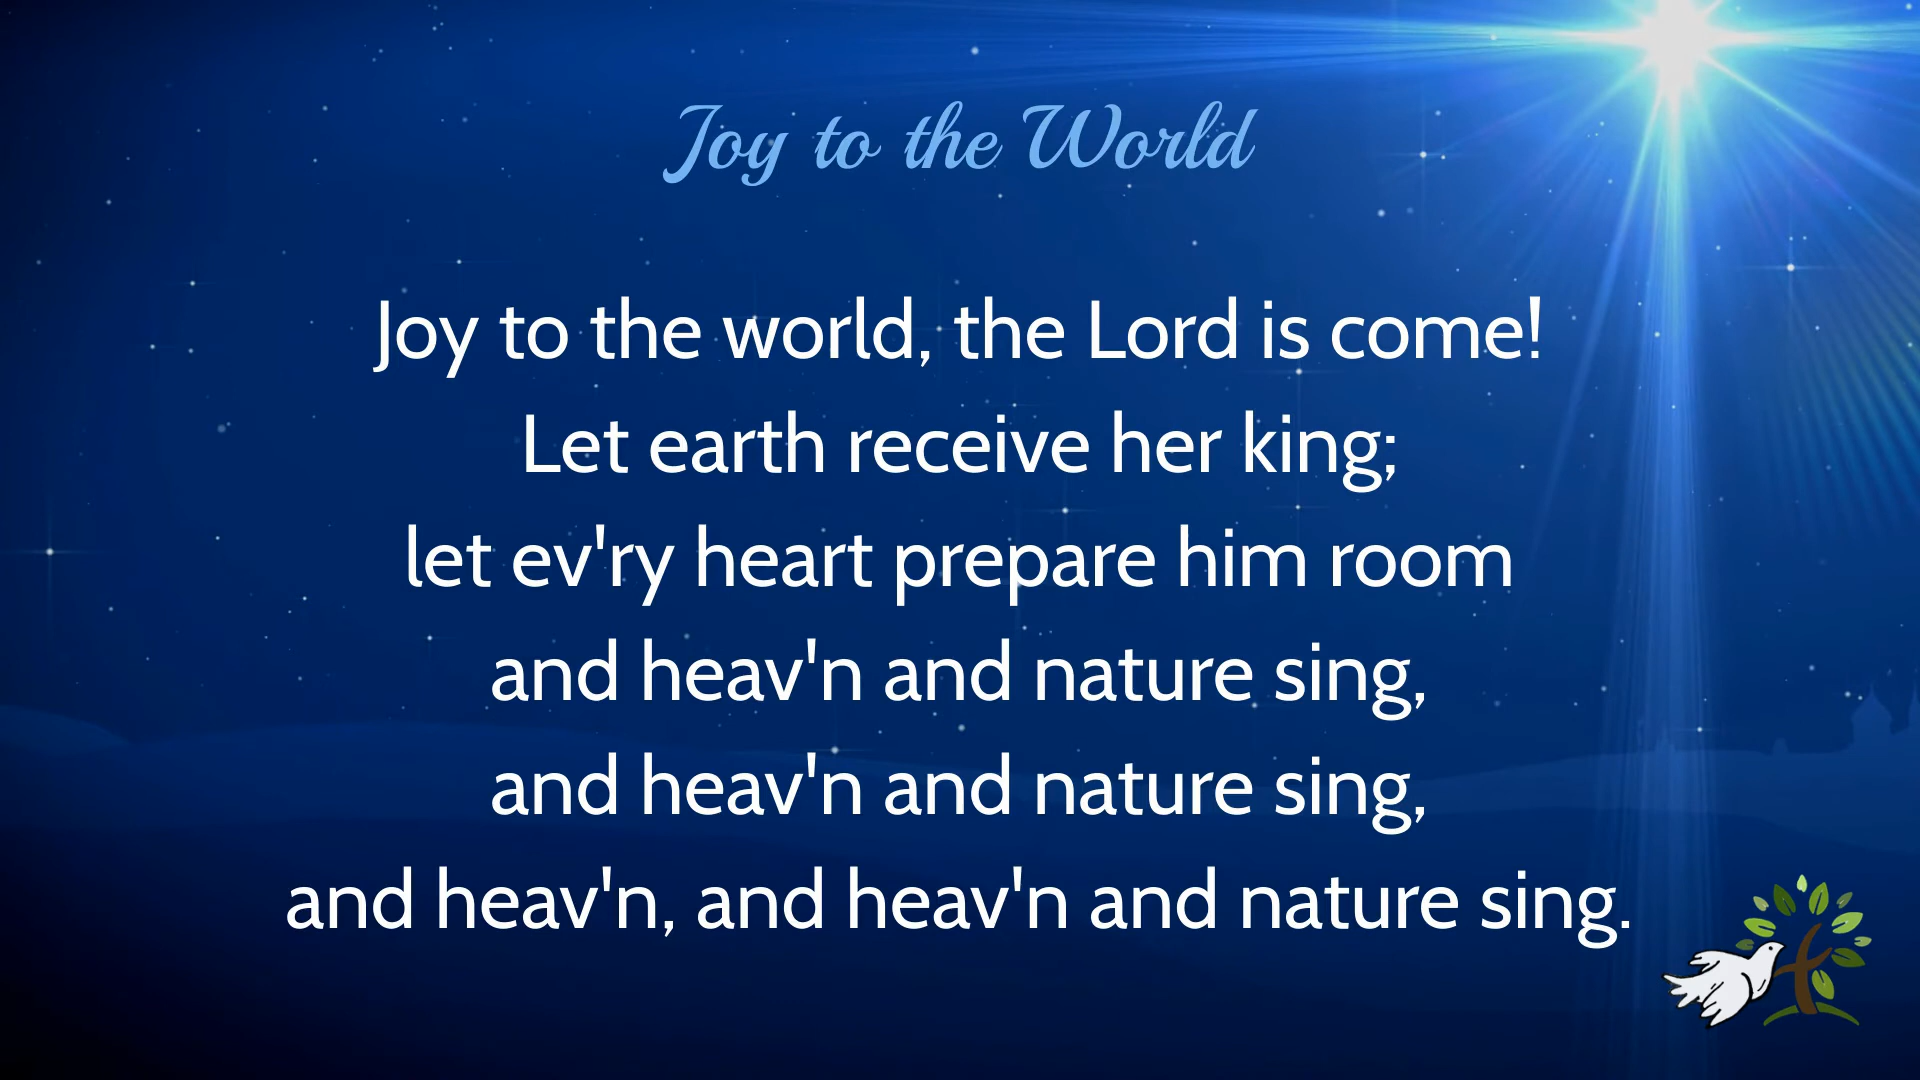 Joy to the World
Joy to the world, the Lord is come!
Let earth receive her king;
let ev'ry heart prepare him room
and heav'n and nature sing,
and heav'n and nature sing,
and heav'n, and heav'n and nature sing.